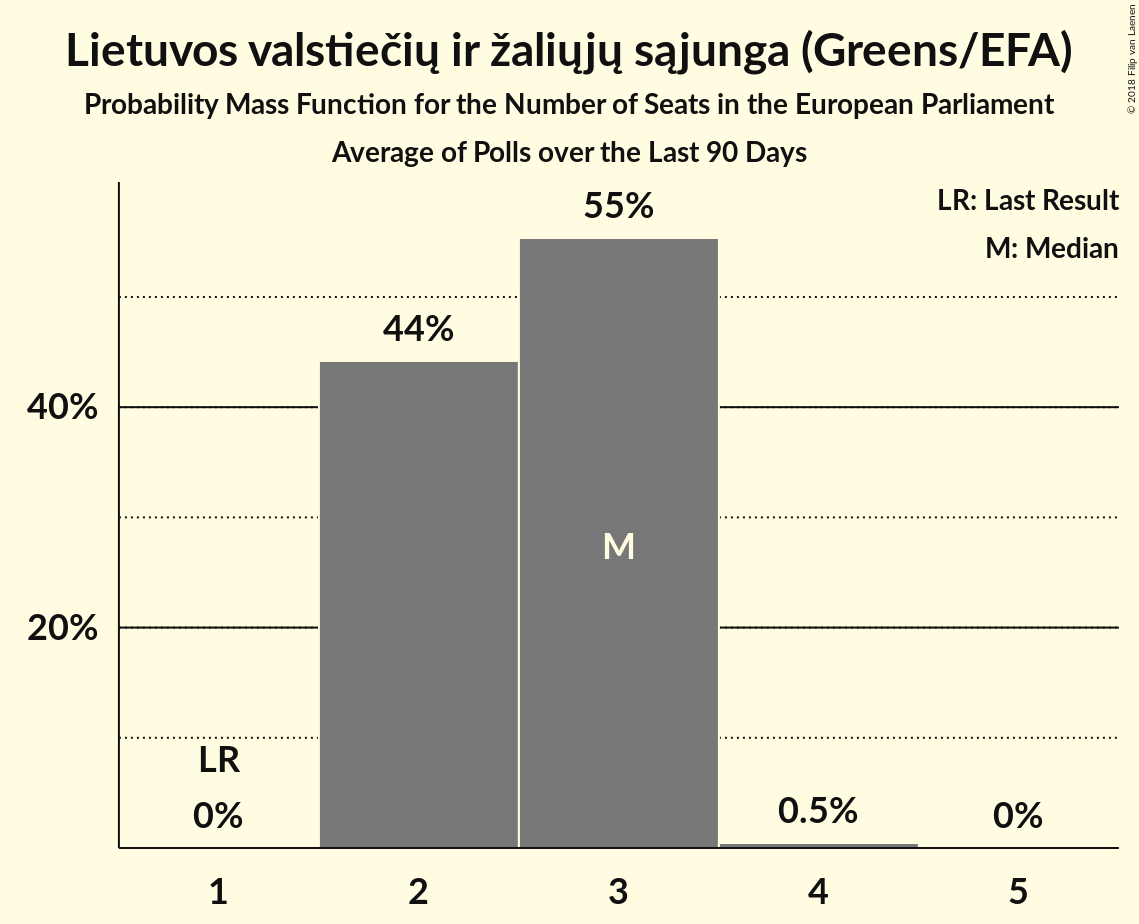 Lietuvos valstiečių ir žaliųjų sąjunga (Greens/EFA)
Probability Mass Function for the Number of Seats in the European Parliament
Average of Polls over the Last 90 Days
© 2018 Filip van Laenen
LR: Last Result
M: Median
55%
44%
40%
M
20%
LR
0%
0.5%
0%
1
2
3
4
5